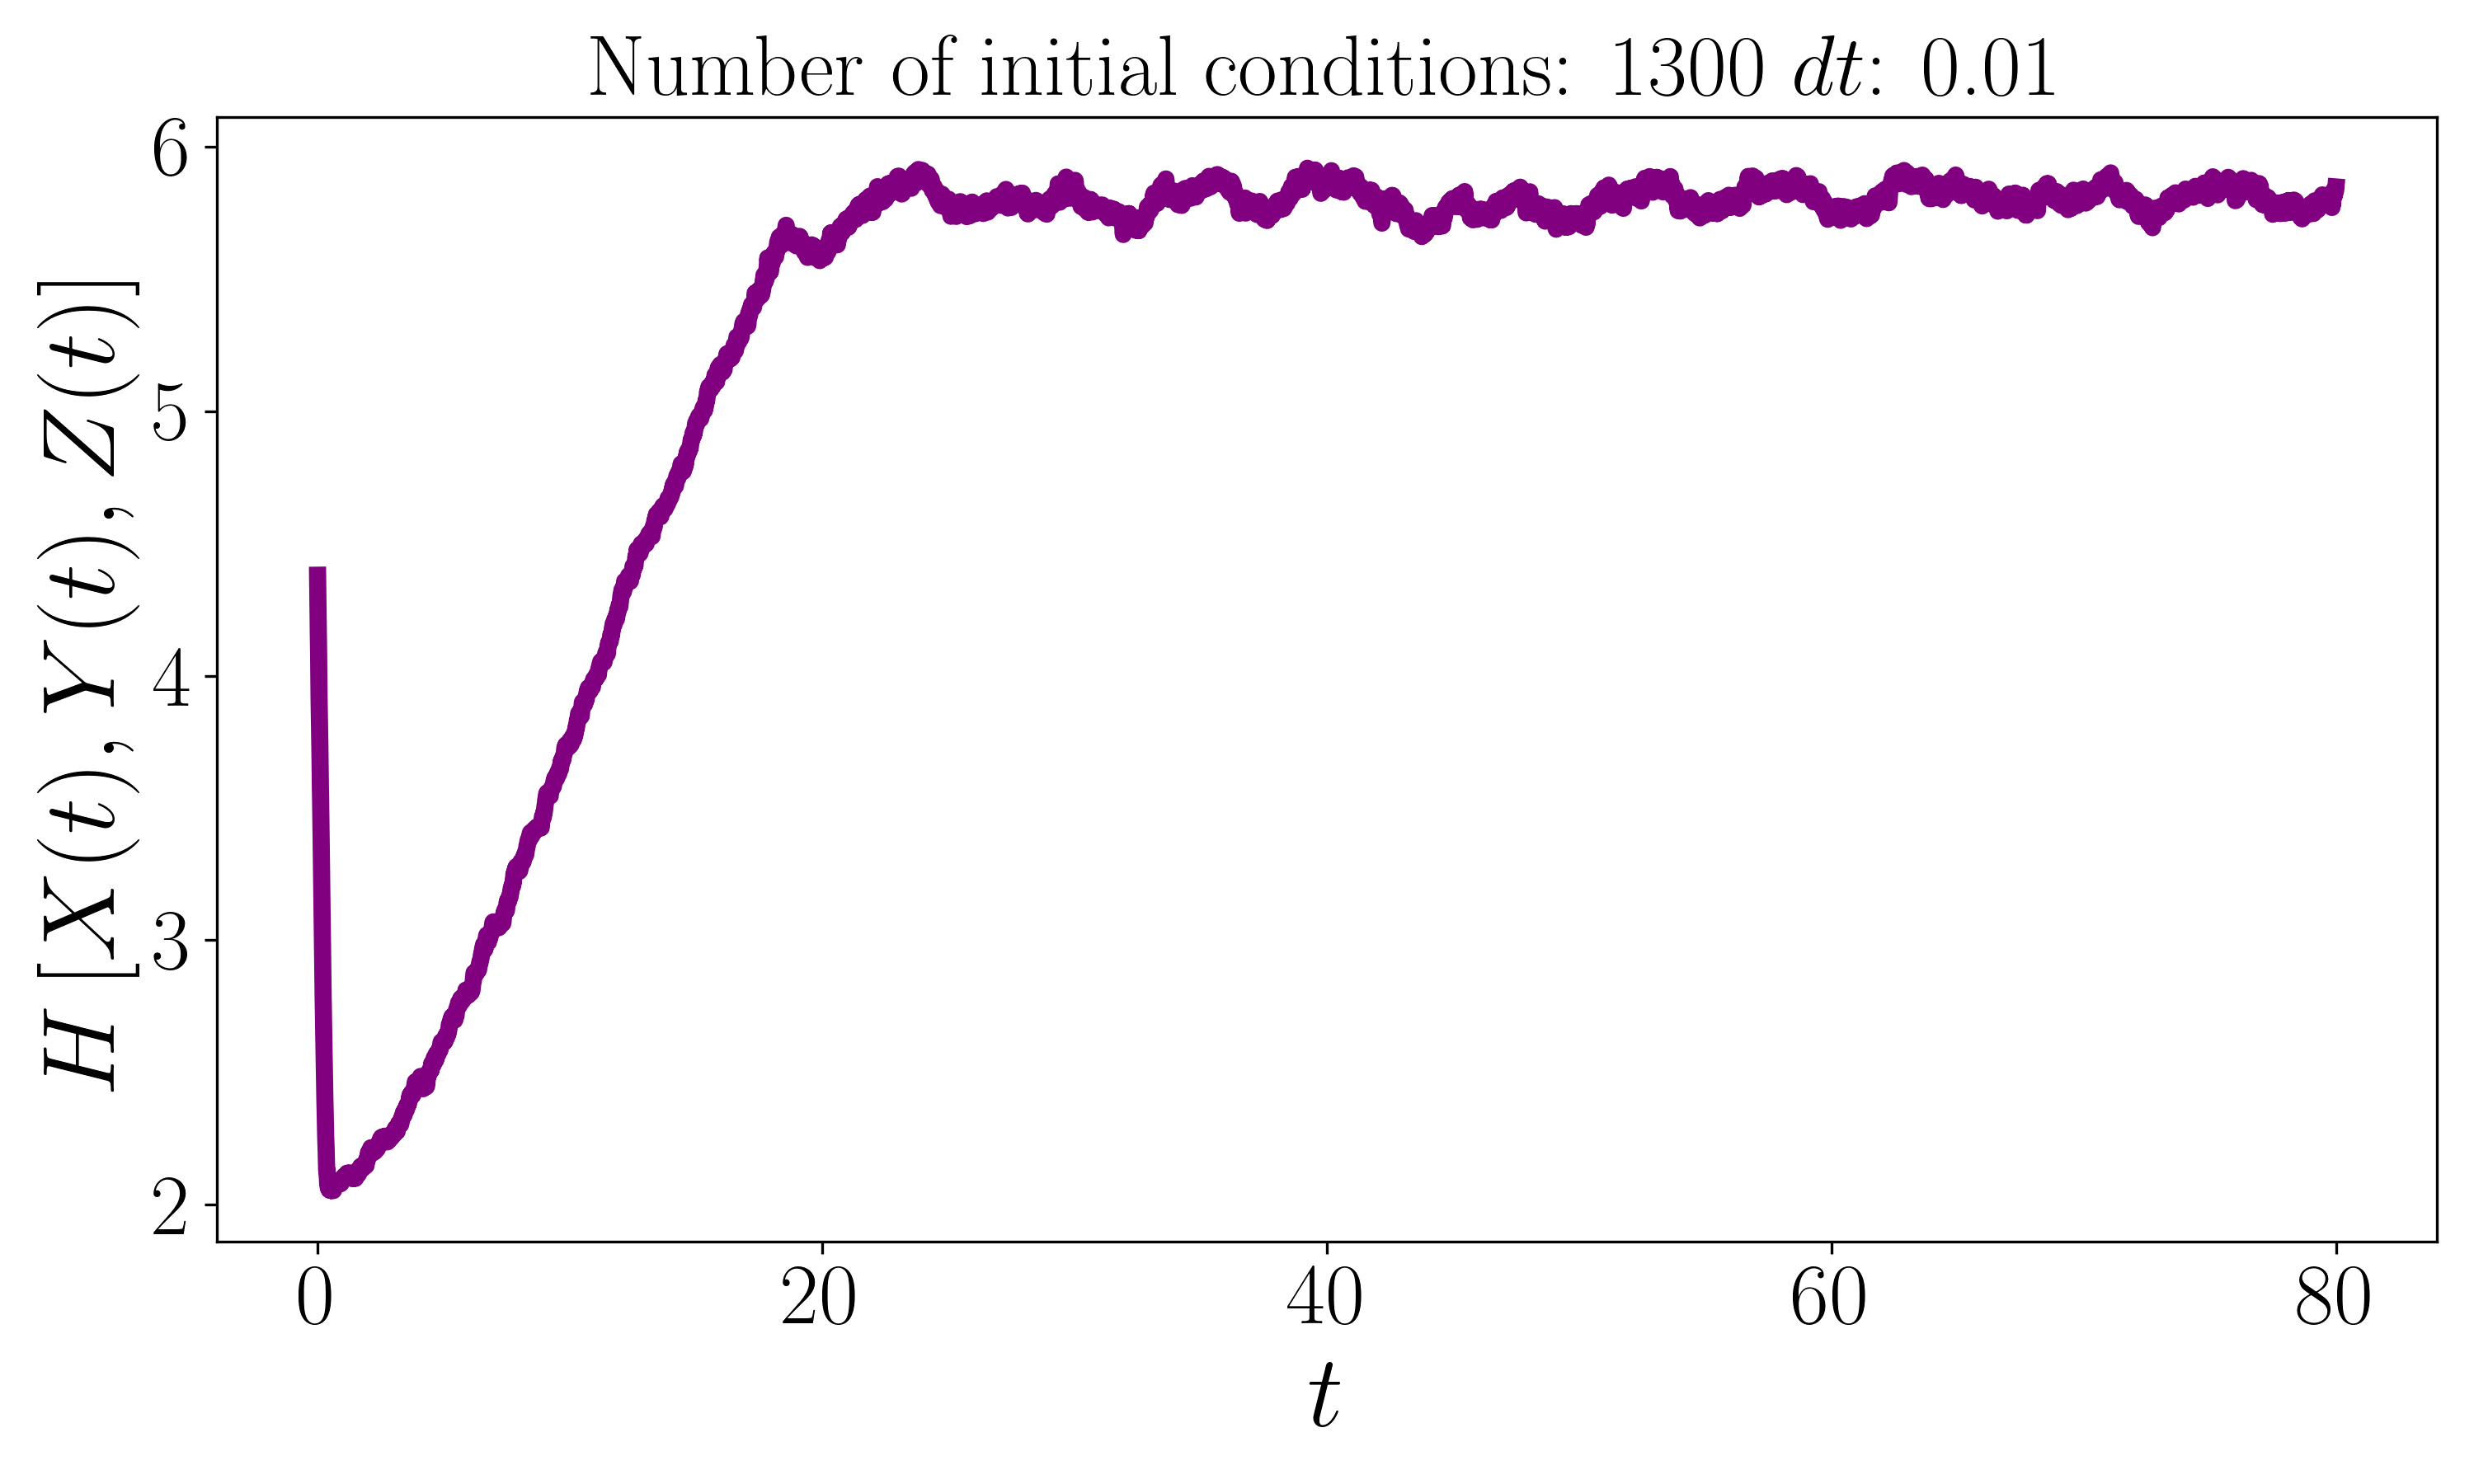 Number of initial conditions: 1300 dt: 0.01
H [X(t), Y(t), Z(t)]
6
5
4
3
2
0 20 40 60 80
t